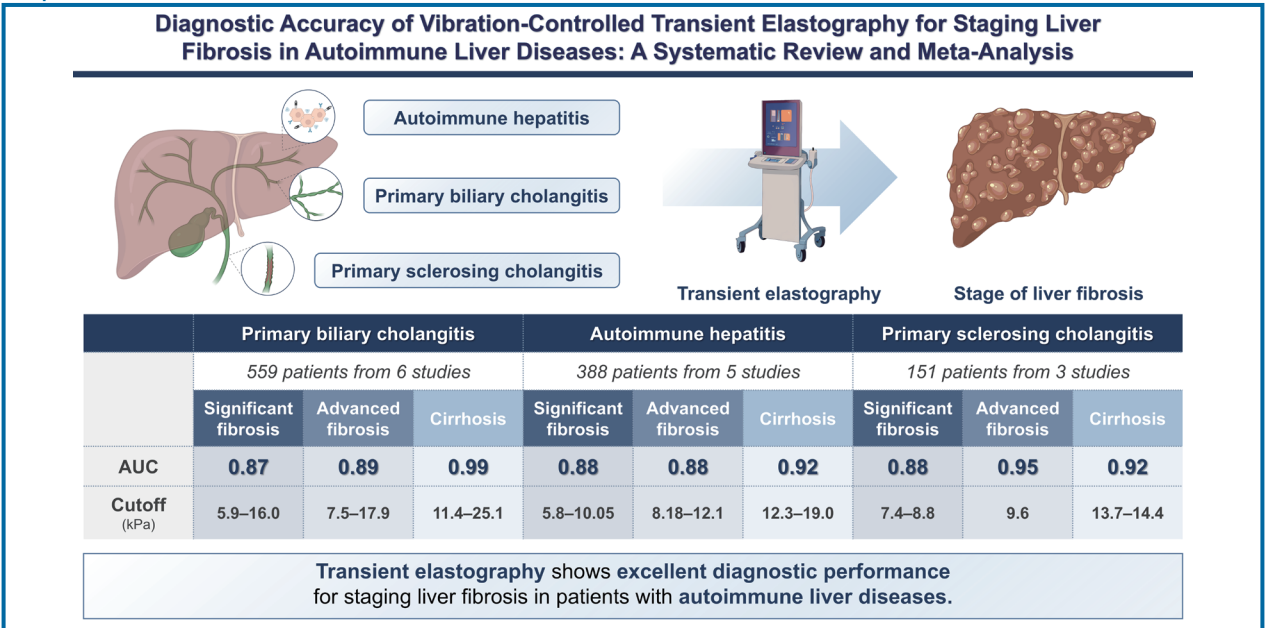 Diagnostic Accuracy of Vibration-Controlled Transient Elastography for Staging Liver
Fibrosis in Autoimmune Liver Diseases: A Systematic Review and Meta-Analysis
Autoimmune hepatitis
Primary biliary cholangitis
Primary sclerosing cholangitis
Transient elastography
Stage of liver fibrosis
Primary biliary cholangitis Autoimmune hepatitis Primary sclerosing cholangitis
559 patients from 6 studies 388 patients from 5 studies 151 patients from 3 studies
Significant fibrosis Advanced fibrosis Cirrhosis Significant fibrosis Advanced fibrosis Cirrhosis Significant fibrosis Advanced fibrosis Cirrhosis
AUC 0.87 0.89 0.99 0.88 0.88 0.92 0.88 0.95 0.92
Cutoff (kPa) 5.9–16.0 7.5–17.9 11.4–25.1 5.8–10.05 8.18–12.1 12.3–19.0 7.4–8.8 9.6 13.7–14.4
Transient elastography shows excellent diagnostic performance
for staging liver fibrosis in patients with autoimmune liver diseases.